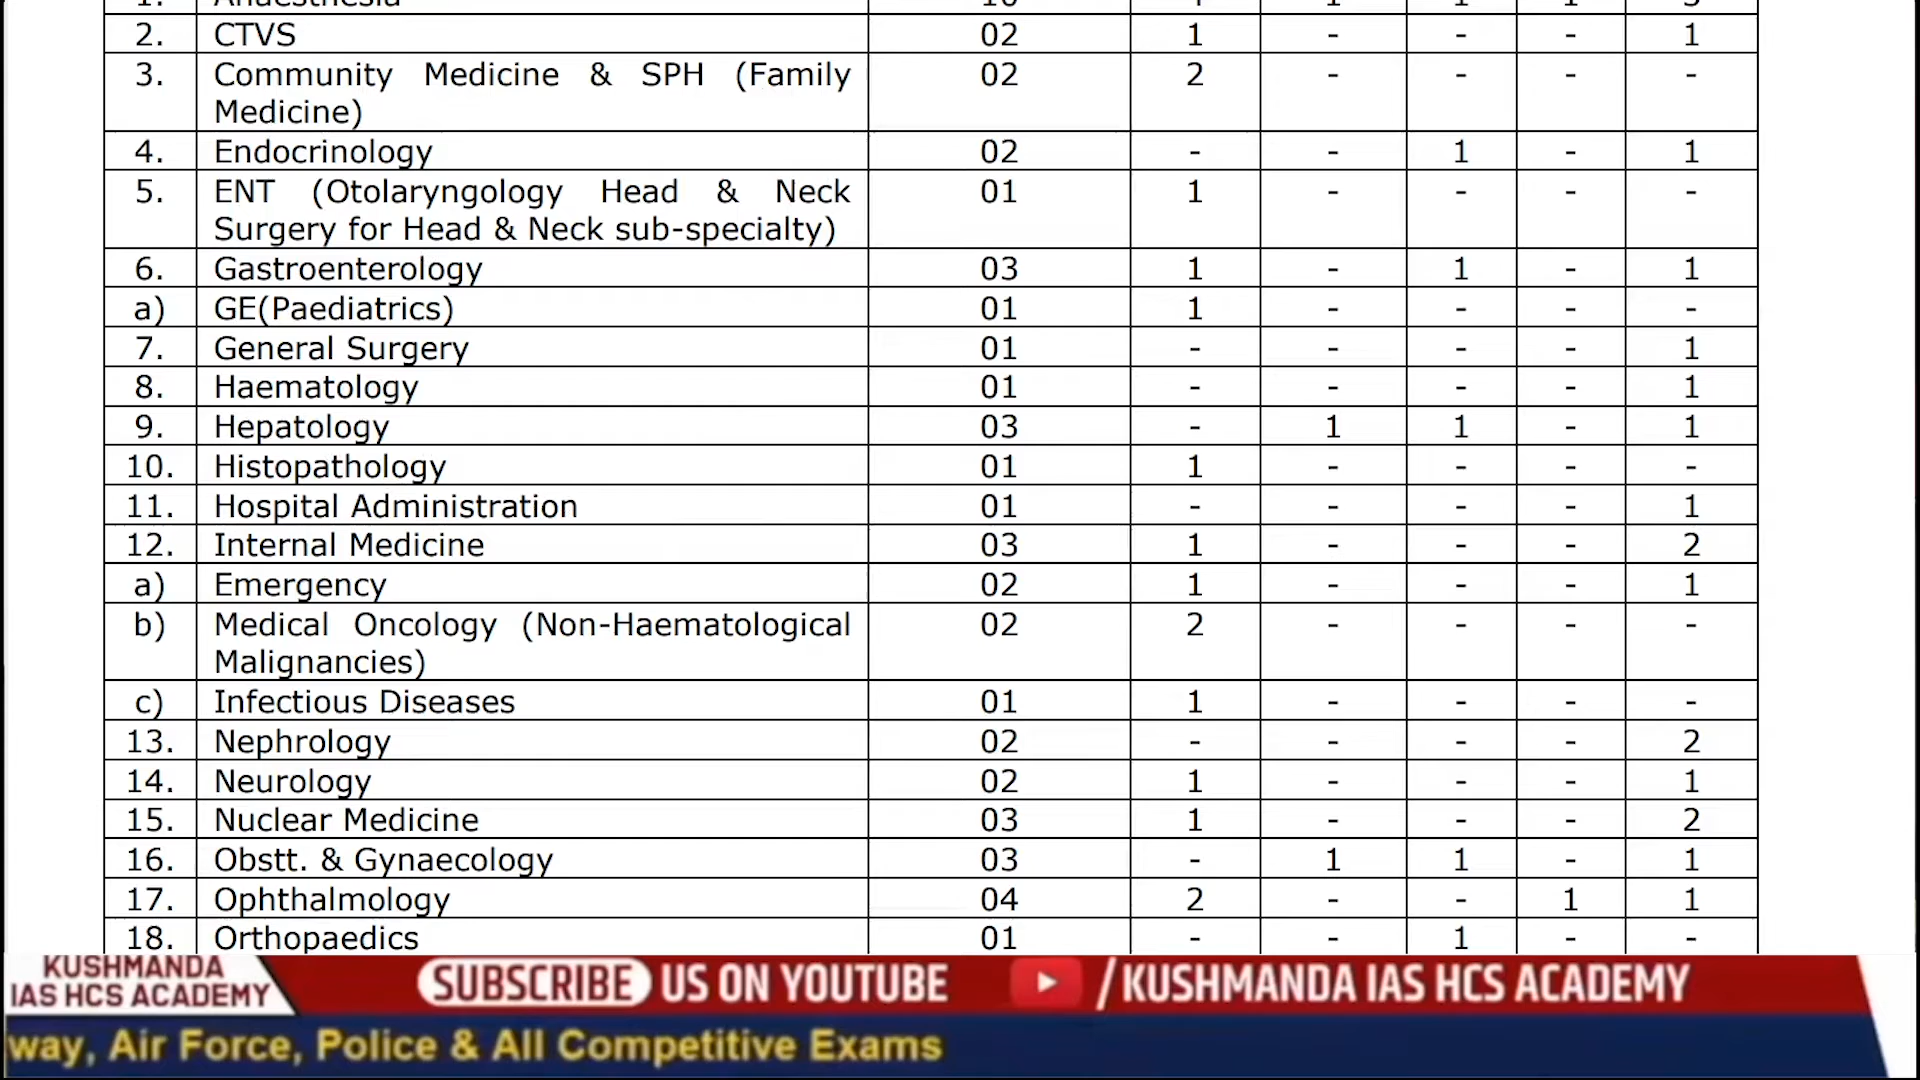 2. CTVS 02 1 - - - 1
3. Community Medicine & SPH (Family 02 2 - - - -
Medicine)
4. Endocrinology 02 - - 1 - 1
5. ENT (Otolaryngology Head & Neck 01 1 - - - -
Surgery for Head & Neck sub-specialty)
6. Gastroenterology 03 1 - 1 - 1
a) GE(Paediatrics) 01 1 - - - -
7. General Surgery 01 - - - - 1
8. Haematology 01 - - - - 1
9. Hepatology 03 - 1 1 - 1
10. Histopathology 01 1 - - - -
11. Hospital Administration 01 - - - - 1
12. Internal Medicine 03 1 - - - 2
a) Emergency 02 1 - - - 1
b) Medical Oncology (Non-Haematological 02 2 - - - -
Malignancies)
c) Infectious Diseases 01 1 - - - -
13. Nephrology 02 - - - - 2
14. Neurology 02 1 - - - 1
15. Nuclear Medicine 03 1 - - - 2
16. Obstt. & Gynaecology 03 - 1 1 - 1
17. Ophthalmology 04 2 - - 1 1
18. Orthopaedics 01 - - 1 - -
KUSHMANDA
IAS HCS ACADEMY
SUBSCRIBE US ON YOUTUBE /KUSHMANDA IAS HCS ACADEMY
way, Air Force, Police & All Competitive Exams